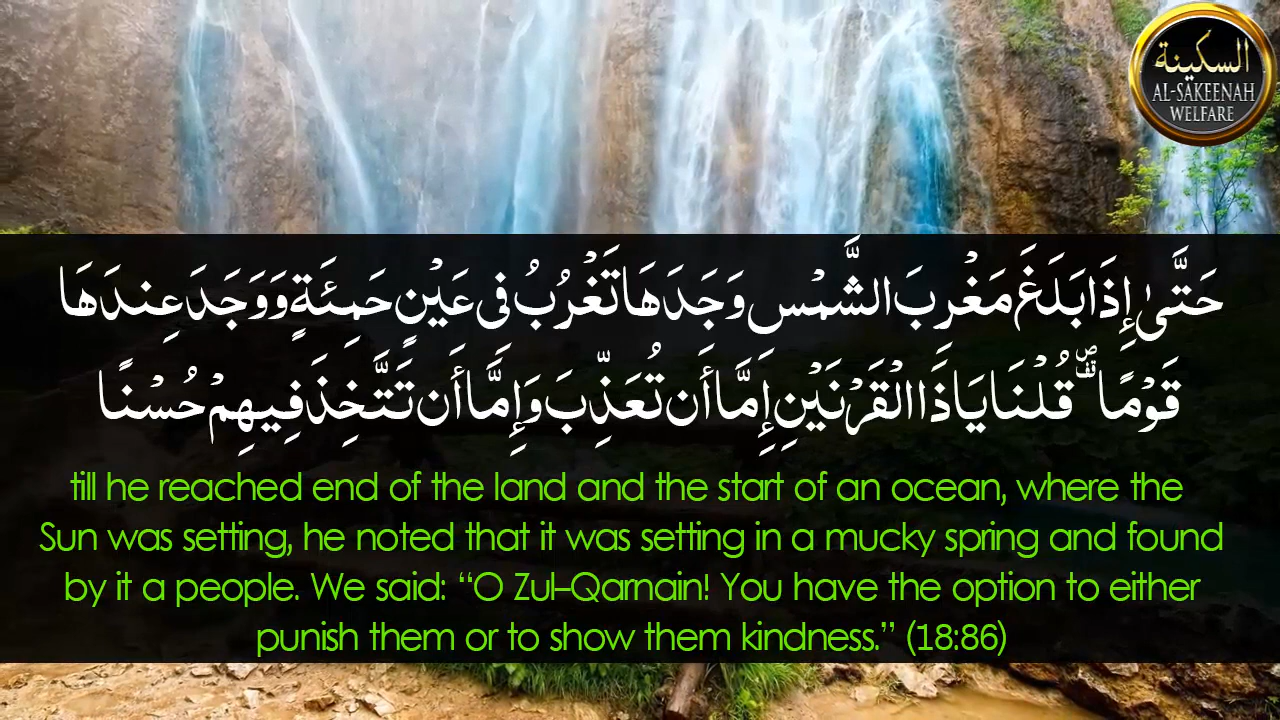 السكينة
AL-SAKEENAH
WELFARE
حَتَّىٰ إِذَا بَلَغَ مَغْرِبَ الشَّمْسِ وَجَدَهَا تَغْرُبُ فِي عَيْنٍ حَمِئَةٍ وَوَجَدَ عِندَهَا
قَوْمًا ۖ قُلْنَا يَا ذَا الْقَرْنَيْنِ إِمَّا أَن تُعَذِّبَ وَإِمَّا أَن تَتَّخِذَ فِيهِمْ حُسْنًا
till he reached end of the land and the start of an ocean, where the
Sun was setting, he noted that it was setting in a mucky spring and found
by it a people. We said: “O Zul–Qarnain! You have the option to either
punish them or to show them kindness.” (18:86)